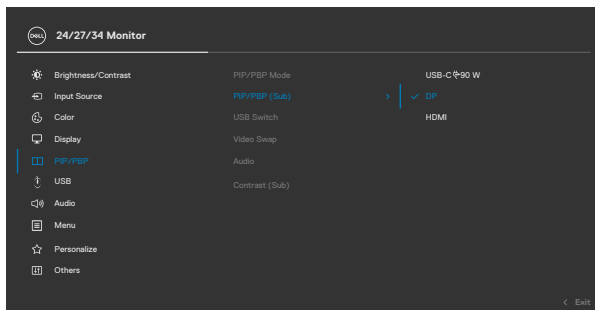 DELL
24/27/34 Monitor
Brightness/Contrast
Input Source
Color
Display
PIP/PBP
USB
Audio
Menu
Personalize
Others
PIP/PBP Mode
PIP/PBP (Sub)
USB Switch
Video Swap
Audio
Contrast (Sub)
USB-C 90 W
DP
HDMI
Exit